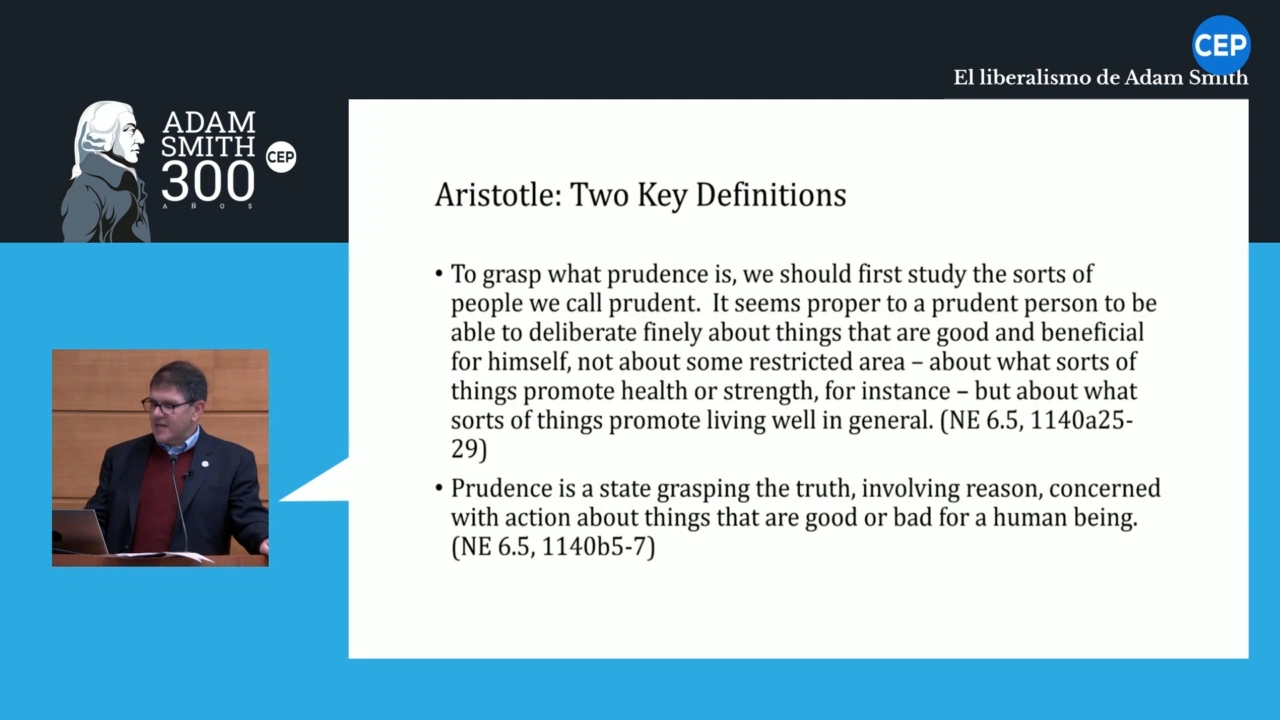 CEP
El liberalismo de Adam Smith
ADAM
SMITH
300
AÑOS
CEP
Aristotle: Two Key Definitions
• To grasp what prudence is, we should first study the sorts of
people we call prudent.  It seems proper to a prudent person to be
able to deliberate finely about things that are good and beneficial
for himself, not about some restricted area – about what sorts of
things promote health or strength, for instance – but about what
sorts of things promote living well in general. (NE 6.5, 1140a25-
29)
• Prudence is a state grasping the truth, involving reason, concerned
with action about things that are good or bad for a human being.
(NE 6.5, 1140b5-7)